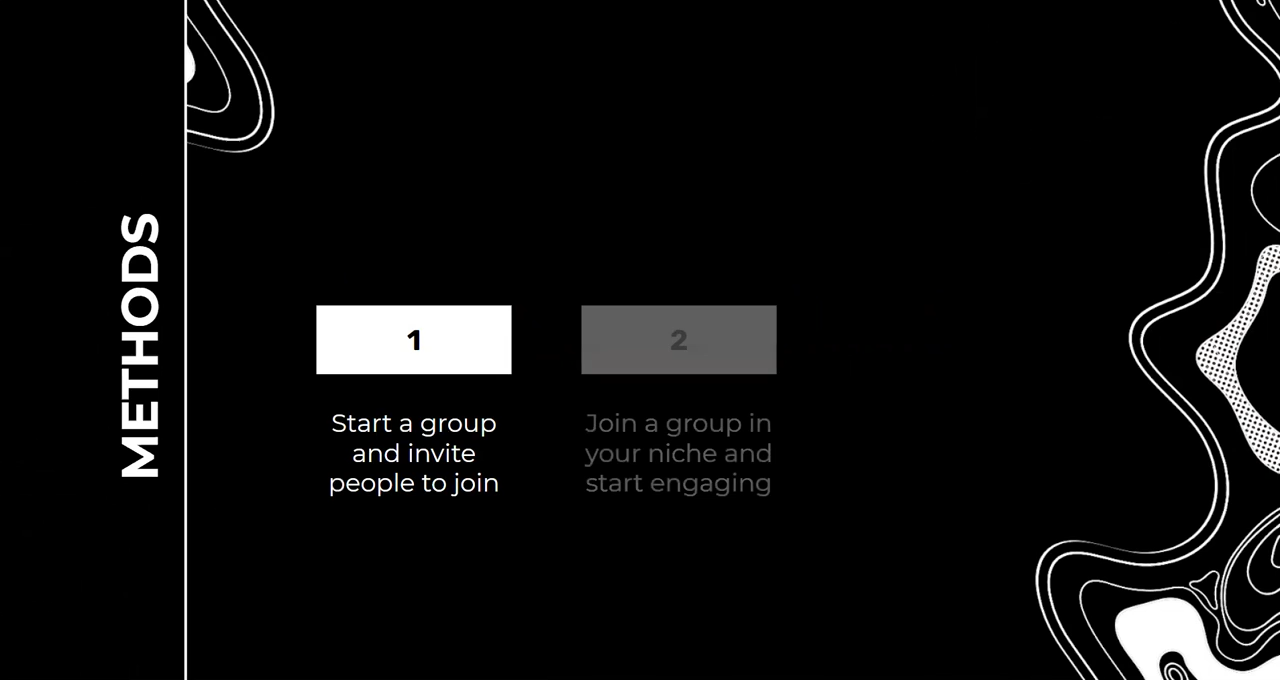 METHODS
1
Start a group
and invite
people to join
2
Join a group in
your niche and
start engaging